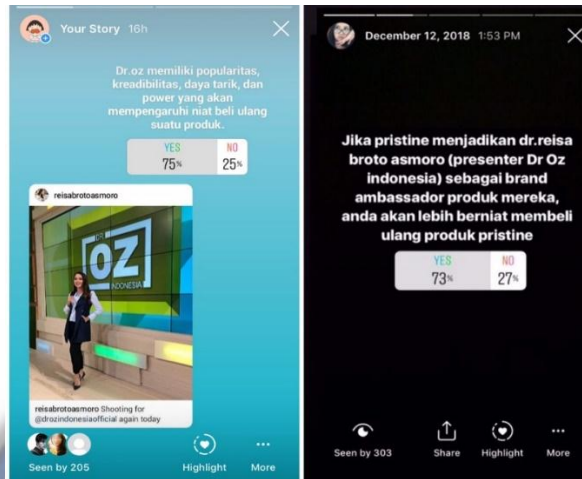 Your Story 16h
Dr.oz memiliki popularitas,
kreadibilitas, daya tarik, dan
power yang akan
mempengaruhi niat beli ulang
suatu produk.
YES NO
75% 25%
reisabrotoasmoro
OZ
INDONESIA
reisabrotoasmoro Shooting for
@drozindonesiaofficial again today
Seen by 205
Highlight
More
December 12, 2018 1:53 PM
Jika pristine menjadikan dr.reisa
broto asmoro (presenter Dr Oz
indonesia) sebagai brand
ambassador produk mereka,
anda akan lebih berniat membeli
ulang produk pristine
YES NO
73% 27%
Seen by 303
Share
Highlight
More